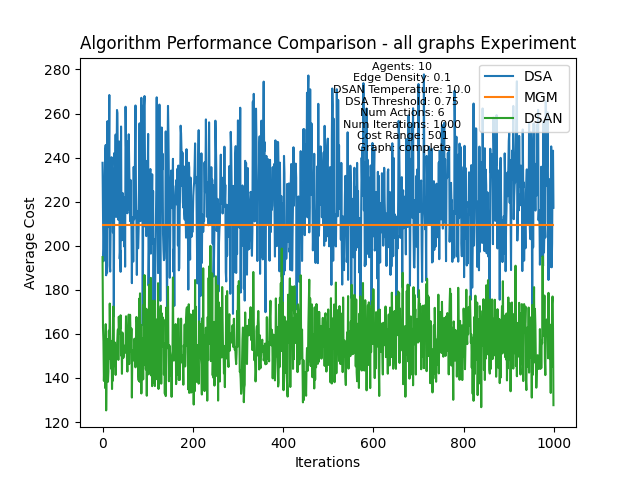 Algorithm Performance Comparison - all graphs Experiment
Agents: 10
Edge Density: 0.1
DSAN Temperature: 10.0
DSA Threshold: 0.75
Num Actions: 6
Num Iterations: 1000
Cost Range: 501
Graph: complete
DSA
MGM
DSAN
Average Cost
280
260
240
220
200
180
160
140
120
0 200 400 600 800 1000
Iterations